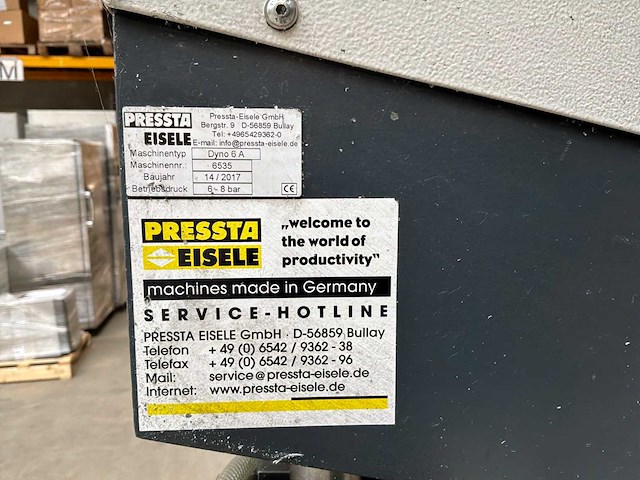 M
PRESSTA
EISELE
Pressta-Eisele GmbH
Bergstr. 9 D-56859 Bullay
Tel: +4965429362-0
E-mail: info@pressta-eisele.de
Maschinentyp Dyno 6 A
Maschinennr.: 6535
Baujahr 14 / 2017
Betriebsdruck 6 - 8 bar
CE
PRESSTA
EISELE
„welcome to
the world of
productivity"
machines made in Germany
SERVICE-HOTLINE
PRESSTA EISELE GmbH · D-56859 Bullay
Telefon + 49 (0) 6542 / 9362 - 38
Telefax + 49 (0) 6542 / 9362 - 96
Mail: service@pressta-eisele.de
Internet: www.pressta-eisele.de